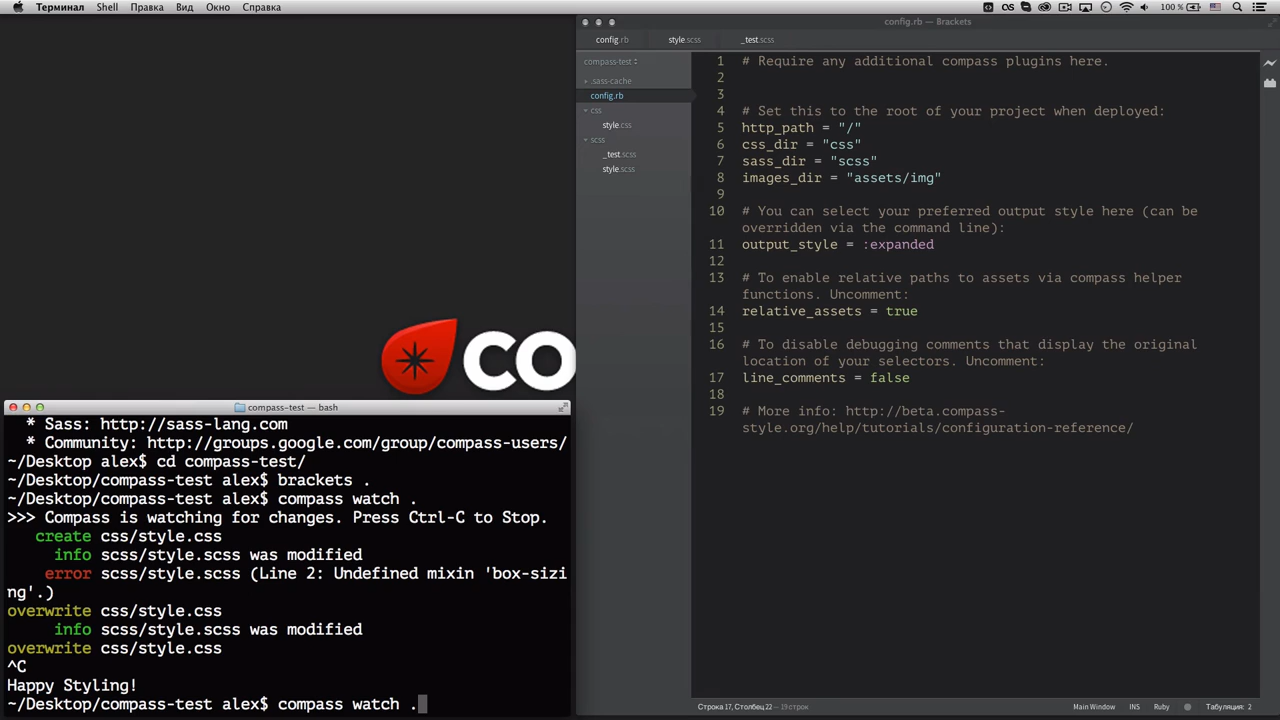 Терминал Shell Правка Вид Окно Справка
100 %
config.rb — Brackets
config.rb style.scss _test.scss
compass-test
.sass-cache
config.rb
css
style.css
scss
_test.scss
style.scss
1 # Require any additional compass plugins here.
2
3
4 # Set this to the root of your project when deployed:
5 http_path = "/"
6 css_dir = "css"
7 sass_dir = "scss"
8 images_dir = "assets/img"
9
10 # You can select your preferred output style here (can be
overridden via the command line):
11 output_style = :expanded
12
13 # To enable relative paths to assets via compass helper
functions. Uncomment:
14 relative_assets = true
15
16 # To disable debugging comments that display the original
location of your selectors. Uncomment:
17 line_comments = false
18
19 # More info: http://beta.compass-
style.org/help/tutorials/configuration-reference/
CO
compass-test — bash
* Sass: http://sass-lang.com
* Community: http://groups.google.com/group/compass-users/
~/Desktop alex$ cd compass-test/
~/Desktop/compass-test alex$ brackets .
~/Desktop/compass-test alex$ compass watch .
>>> Compass is watching for changes. Press Ctrl-C to Stop.
create css/style.css
info scss/style.scss was modified
error scss/style.scss (Line 2: Undefined mixin 'box-sizi
ng'.)
overwrite css/style.css
info scss/style.scss was modified
overwrite css/style.css
^C
Happy Styling!
~/Desktop/compass-test alex$ compass watch .
Строка 17, Столбец 22 — 19 строк
Main Window INS Ruby Табуляция: 2